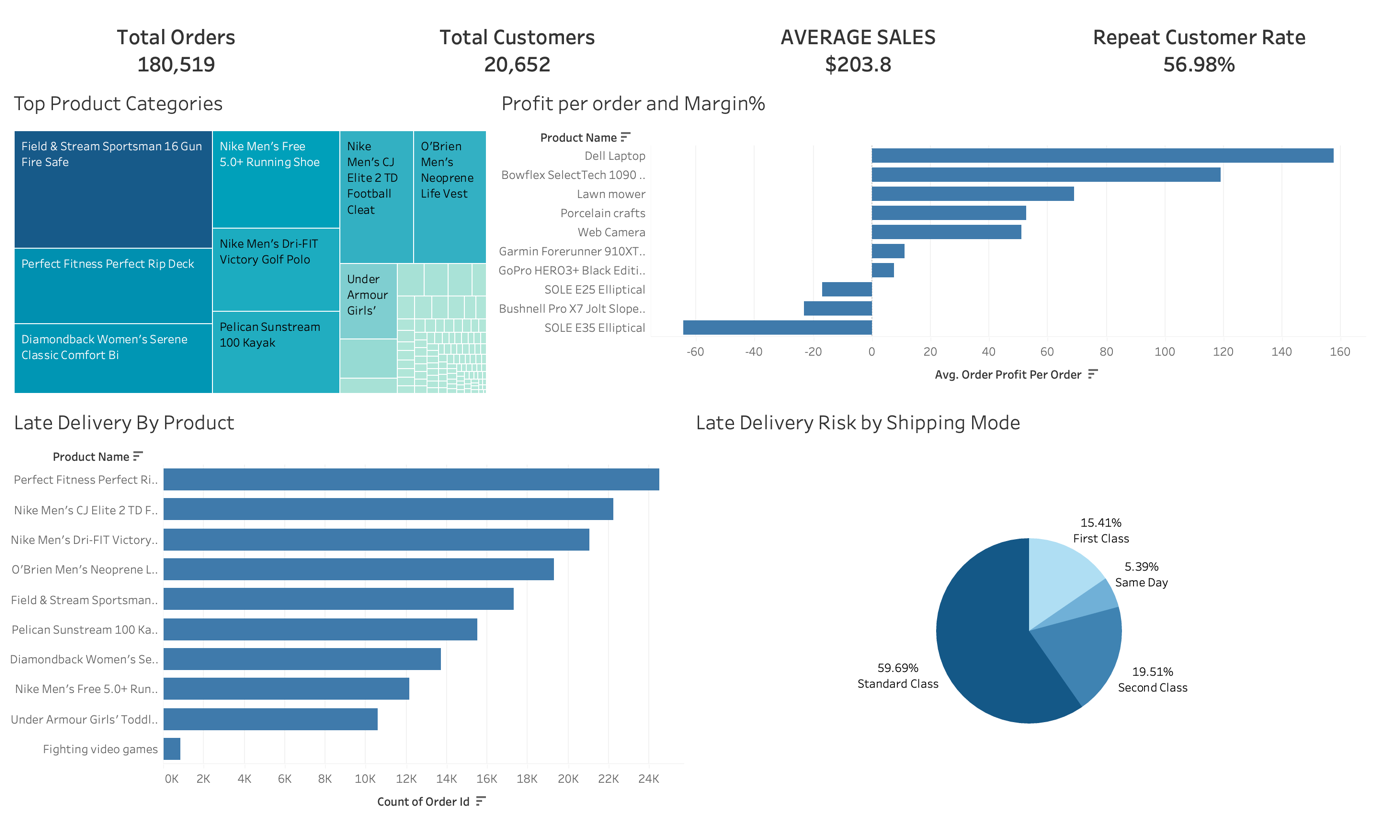 Total Orders
180,519
Total Customers
20,652
AVERAGE SALES
$203.8
Repeat Customer Rate
56.98%
Top Product Categories
Field & Stream Sportsman 16 Gun
Fire Safe
Perfect Fitness Perfect Rip Deck
Diamondback Women's Serene
Classic Comfort Bi
Nike Men's Free
5.0+ Running Shoe
Nike Men's Dri-FIT
Victory Golf Polo
Pelican Sunstream
100 Kayak
Nike
Men's CJ
Elite 2 TD
Football
Cleat
O'Brien
Men's
Neoprene
Life Vest
Under
Armour
Girls'
Profit per order and Margin%
Product Name
Dell Laptop
Bowflex SelectTech 1090 ..
Lawn mower
Porcelain crafts
Web Camera
Garmin Forerunner 910XT..
GoPro HERO3+ Black Editi..
SOLE E25 Elliptical
Bushnell Pro X7 Jolt Slope..
SOLE E35 Elliptical
-60 -40 -20 0 20 40 60 80 100 120 140 160
Avg. Order Profit Per Order
Late Delivery By Product
Product Name
Perfect Fitness Perfect Ri..
Nike Men's CJ Elite 2 TD F..
Nike Men's Dri-FIT Victory..
O'Brien Men's Neoprene L..
Field & Stream Sportsman..
Pelican Sunstream 100 Ka..
Diamondback Women's Se..
Nike Men's Free 5.0+ Run..
Under Armour Girls' Toddl..
Fighting video games
0K 2K 4K 6K 8K 10K 12K 14K 16K 18K 20K 22K 24K
Count of Order Id
Late Delivery Risk by Shipping Mode
15.41%
First Class
5.39%
Same Day
19.51%
Second Class
59.69%
Standard Class